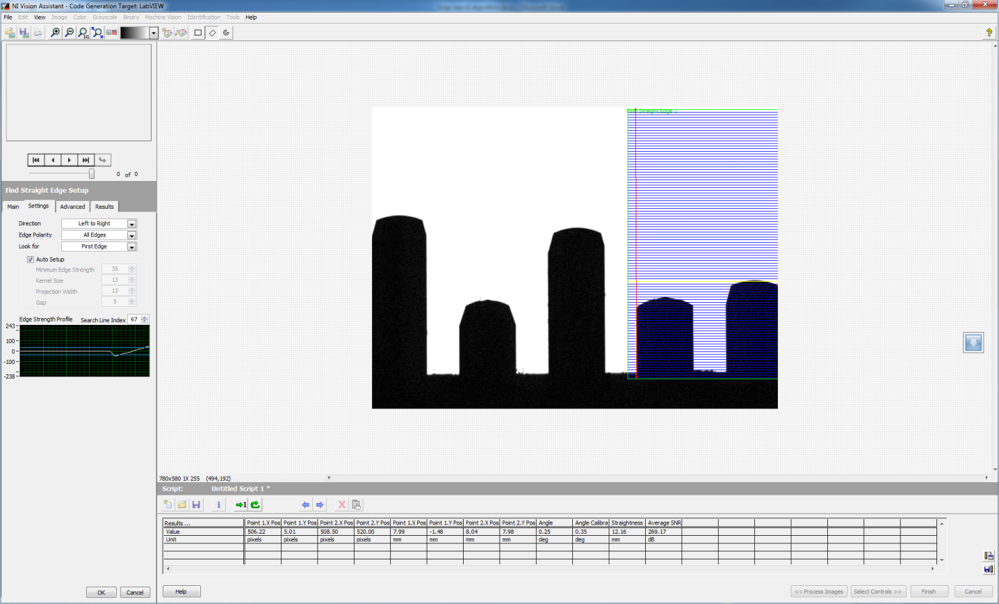 NI Vision Assistant - Code Generation Target: LabVIEW
File Edit View Image Color Grayscale Binary Machine Vision Identification Tools Help
0 of 0
Find Straight Edge Setup
Main Settings Advanced Results
Direction Left to Right
Edge Polarity All Edges
Look for First Edge
Auto Setup
Minimum Edge Strength 35
Kernel Size 13
Projection Width 13
Gap 5
Edge Strength Profile Search Line Index 67
243
100
0
-100
-238
OK Cancel
Find Straight Edge 1
780x580 1X 255 (494,192)
Script: Untitled Script 1 *
Results ... Point 1.X Pos Point 1.Y Pos Point 2.X Pos Point 2.Y Pos Point 1.X Pos Point 1.Y Pos Point 2.X Pos Point 2.Y Pos Angle Angle Calibra Straightness Average SNR
Value 506.22 5.01 508.50 520.00 7.99 -1.48 8.04 7.98 0.25 0.35 12.16 269.17
Unit pixels pixels pixels pixels mm mm mm mm deg deg mm dB
Help << Process Images Select Controls >> Finish Cancel